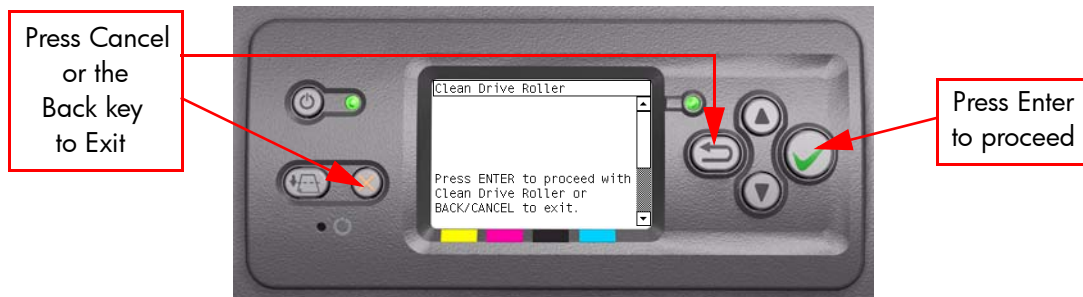 Press Cancel
or the
Back key
to Exit
Clean Drive Roller
Press ENTER to proceed with
Clean Drive Roller or
BACK/CANCEL to exit.
Press Enter
to proceed